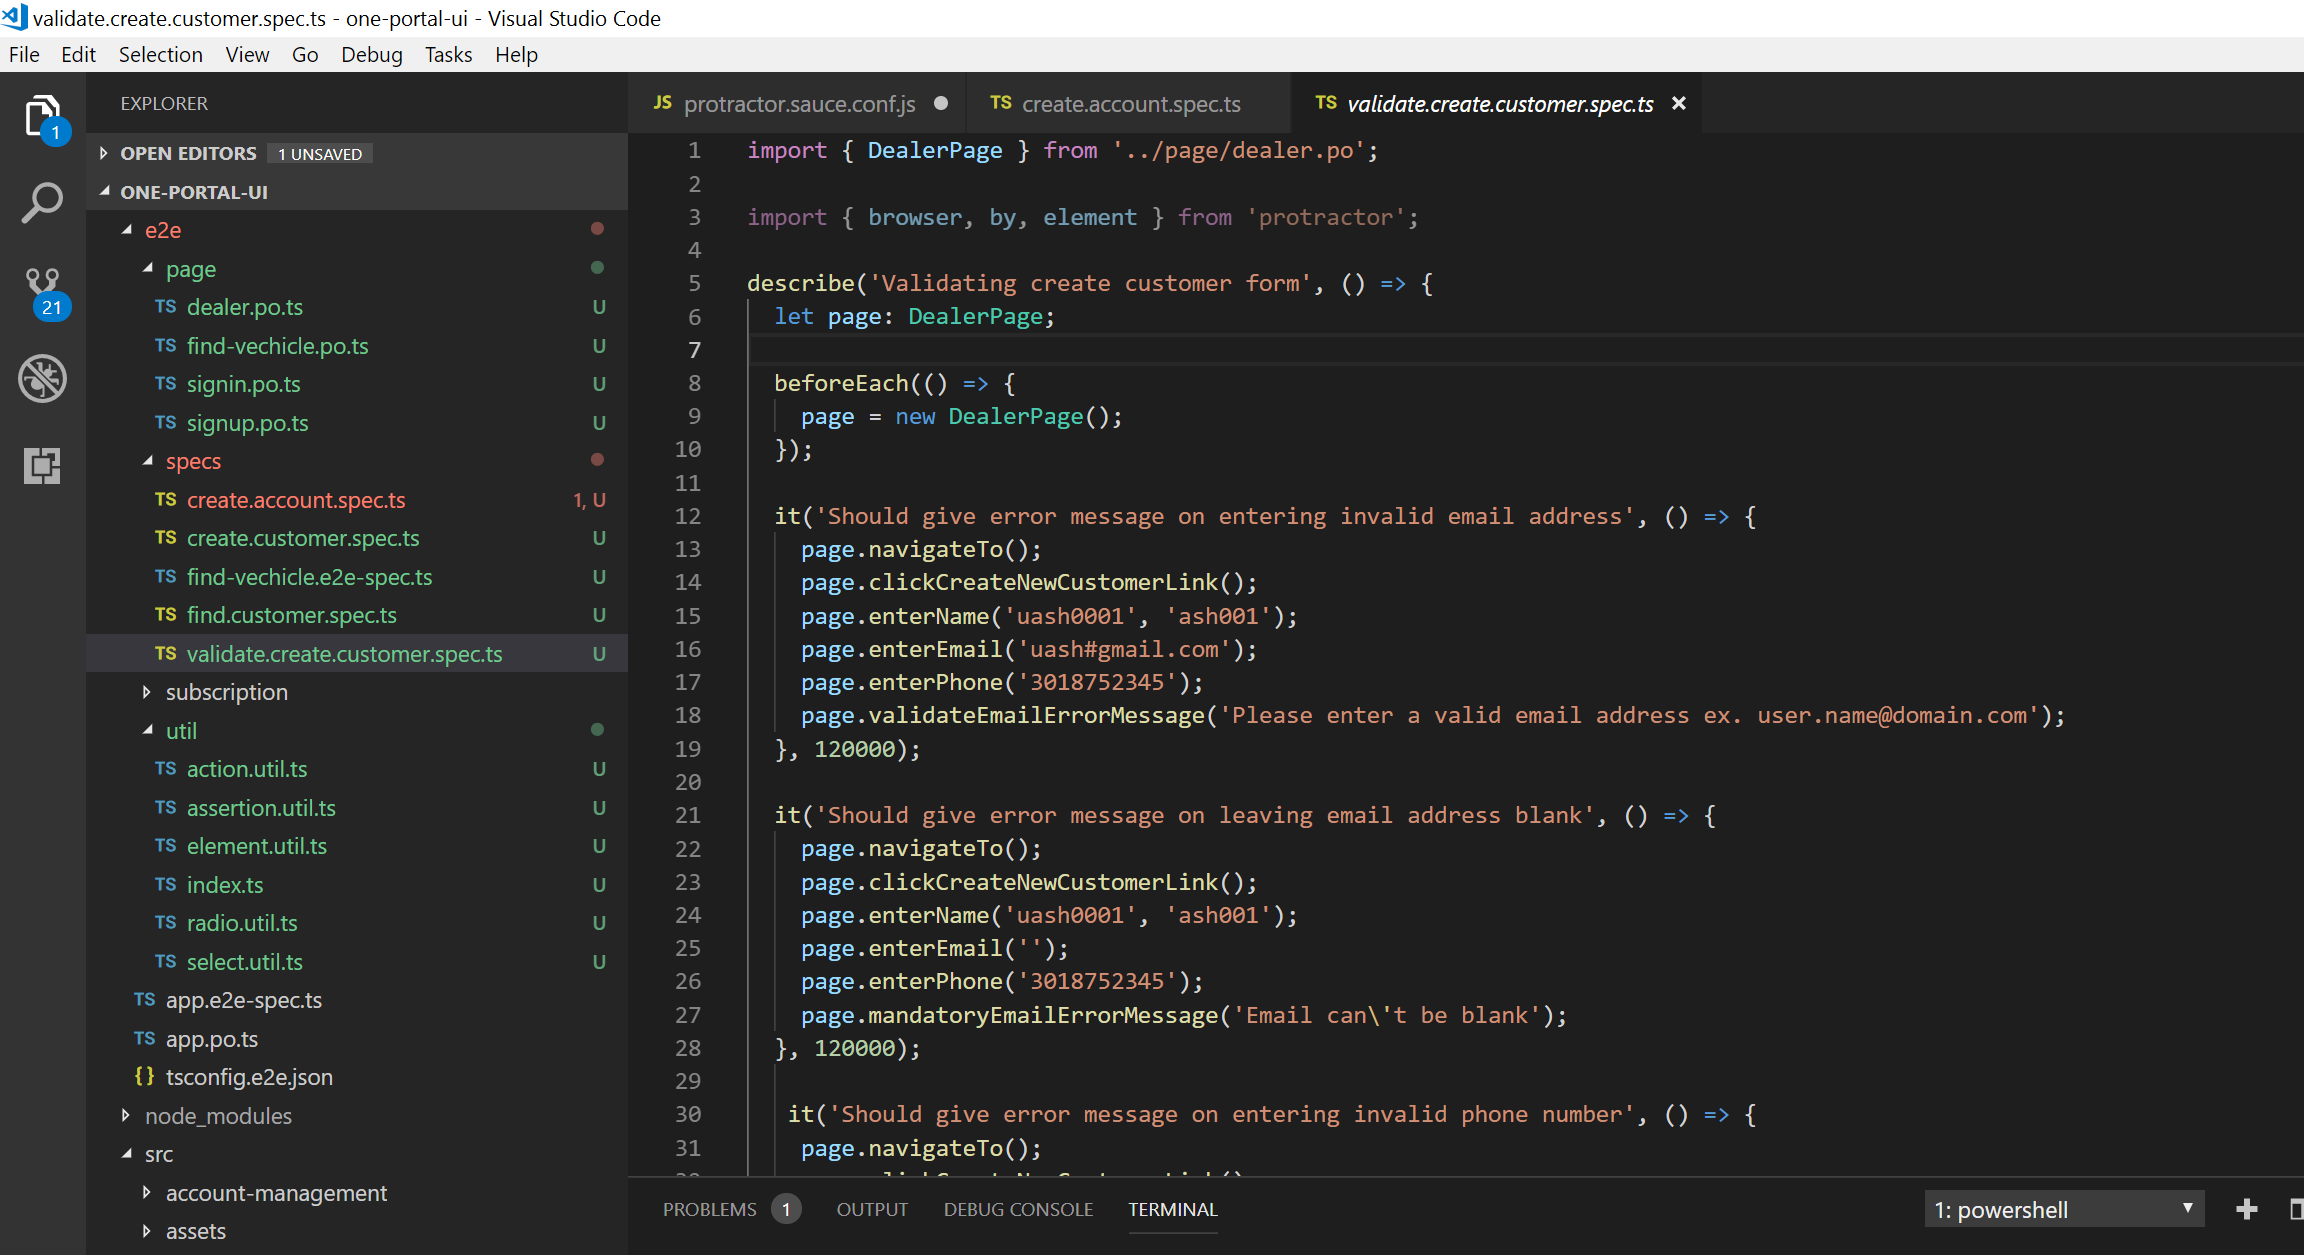 validate.create.customer.spec.ts - one-portal-ui - Visual Studio Code
File Edit Selection View Go Debug Tasks Help
EXPLORER
OPEN EDITORS 1 UNSAVED
ONE-PORTAL-UI
e2e
page
TS dealer.po.ts U
TS find-vechicle.po.ts U
TS signin.po.ts U
TS signup.po.ts U
specs
TS create.account.spec.ts 1, U
TS create.customer.spec.ts U
TS find-vechicle.e2e-spec.ts U
TS find.customer.spec.ts U
TS validate.create.customer.spec.ts U
subscription
util
TS action.util.ts U
TS assertion.util.ts U
TS element.util.ts U
TS index.ts U
TS radio.util.ts U
TS select.util.ts U
TS app.e2e-spec.ts
TS app.po.ts
{} tsconfig.e2e.json
node_modules
src
account-management
assets
1
21
JS protractor.sauce.conf.js TS create.account.spec.ts TS validate.create.customer.spec.ts
1 import { DealerPage } from '../page/dealer.po';
2
3 import { browser, by, element } from 'protractor';
4
5 describe('Validating create customer form', () => {
6 let page: DealerPage;
7
8 beforeEach(() => {
9 page = new DealerPage();
10 });
11
12 it('Should give error message on entering invalid email address', () => {
13 page.navigateTo();
14 page.clickCreateNewCustomerLink();
15 page.enterName('uash0001', 'ash001');
16 page.enterEmail('uash#gmail.com');
17 page.enterPhone('3018752345');
18 page.validateEmailErrorMessage('Please enter a valid email address ex. user.name@domain.com');
19 }, 120000);
20
21 it('Should give error message on leaving email address blank', () => {
22 page.navigateTo();
23 page.clickCreateNewCustomerLink();
24 page.enterName('uash0001', 'ash001');
25 page.enterEmail('');
26 page.enterPhone('3018752345');
27 page.mandatoryEmailErrorMessage('Email can\'t be blank');
28 }, 120000);
29
30 it('Should give error message on entering invalid phone number', () => {
31 page.navigateTo();
PROBLEMS 1 OUTPUT DEBUG CONSOLE TERMINAL 1: powershell